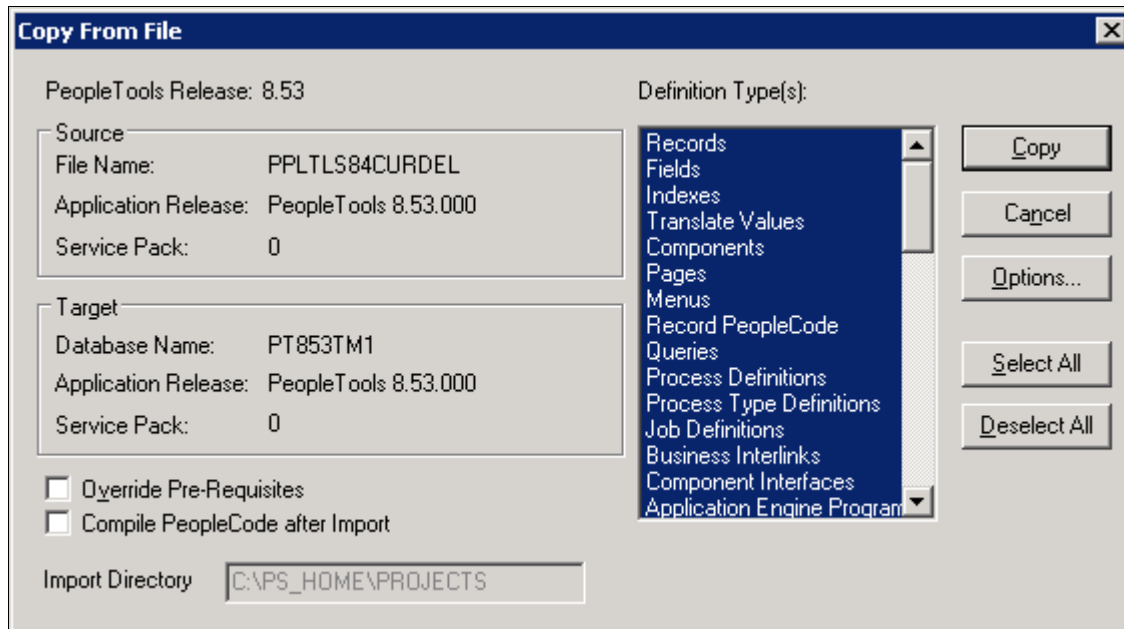 Copy From File
PeopleTools Release: 8.53
Source
File Name: PPLTLS84CURDEL
Application Release: PeopleTools 8.53.000
Service Pack: 0
Target
Database Name: PT853TM1
Application Release: PeopleTools 8.53.000
Service Pack: 0
Override Pre-Requisites
Compile PeopleCode after Import
Import Directory C:\PS_HOME\PROJECTS
Definition Type(s):
Records
Fields
Indexes
Translate Values
Components
Pages
Menus
Record PeopleCode
Queries
Process Definitions
Process Type Definitions
Job Definitions
Business Interlinks
Component Interfaces
Application Engine Program
Copy
Cancel
Options...
Select All
Deselect All